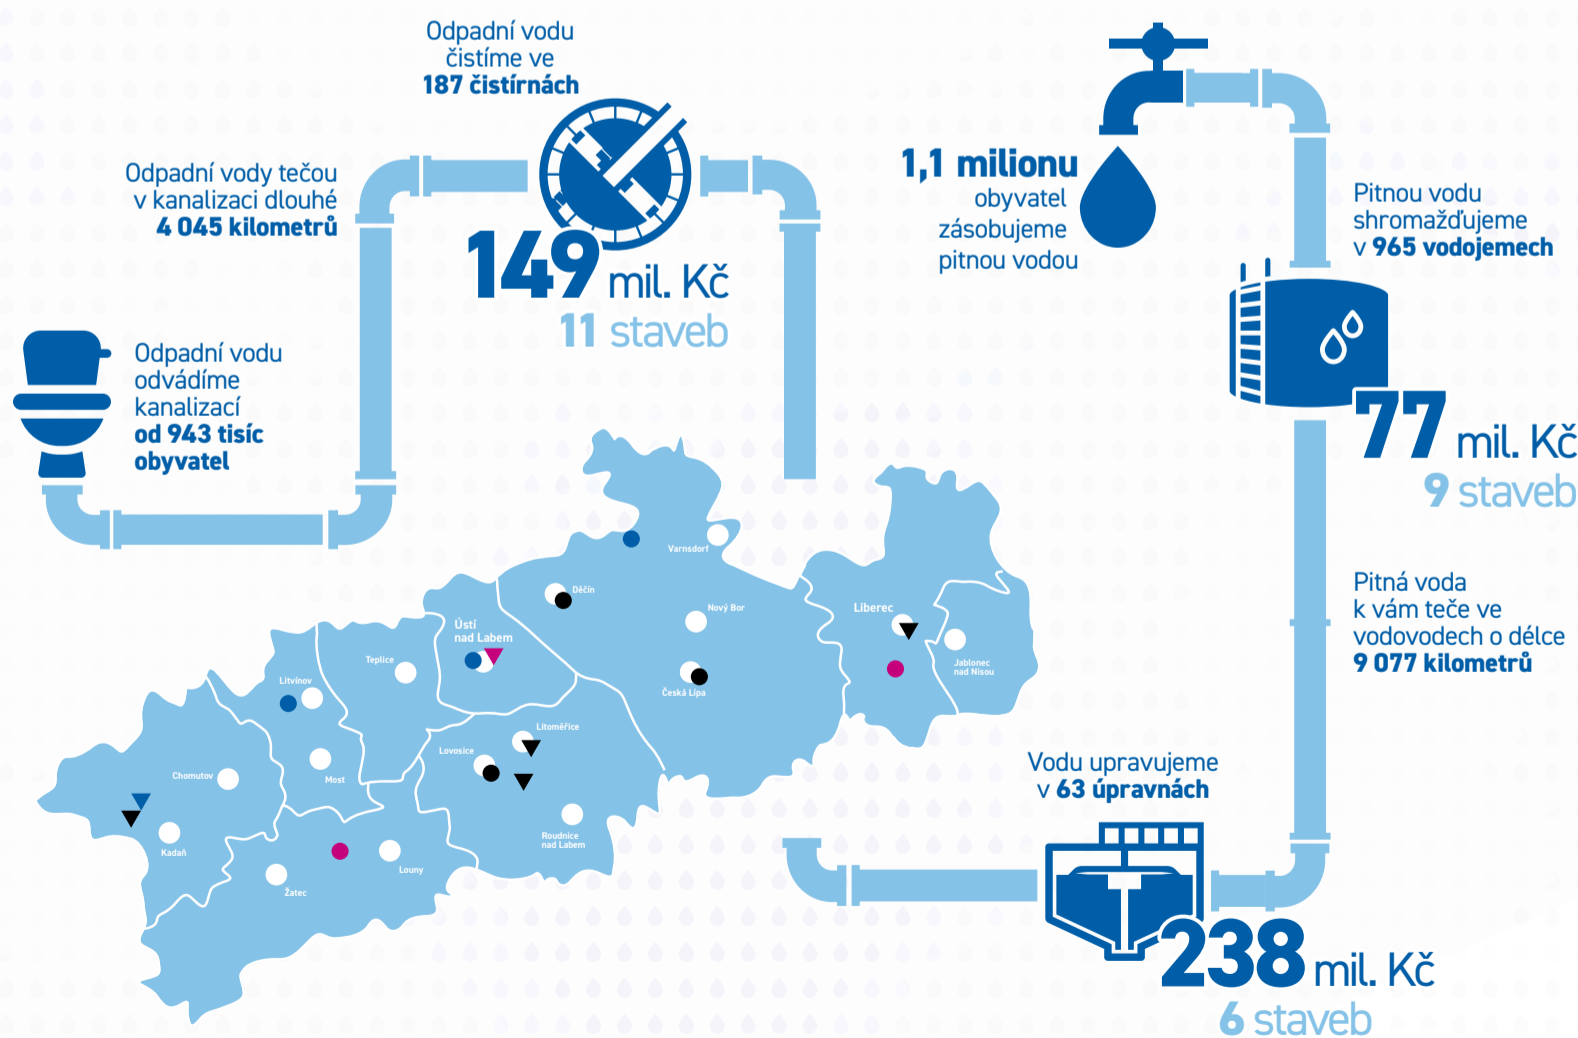 Odpadní vodu
čistíme ve
187 čistírnách
Odpadní vody tečou
v kanalizaci dlouhé
4 045 kilometrů
149 mil. Kč
11 staveb
Odpadní vodu
odvádíme
kanalizací
od 943 tisíc
obyvatel
1,1 milionu
obyvatel
zásobujeme
pitnou vodou
Pitnou vodu
shromažďujeme
v 965 vodojemech
77 mil. Kč
9 staveb
Pitná voda
k vám teče ve
vodovodech o délce
9 077 kilometrů
Vodu upravujeme
v 63 úpravnách
238 mil. Kč
6 staveb
Varnsdorf
Děčín
Nový Bor
Liberec
Ústí
nad Labem
Teplice
Jablonec
nad Nisou
Litvínov
Česká Lípa
Litoměřice
Lovosice
Chomutov
Most
Roudnice
nad Labem
Kadaň
Louny
Žatec